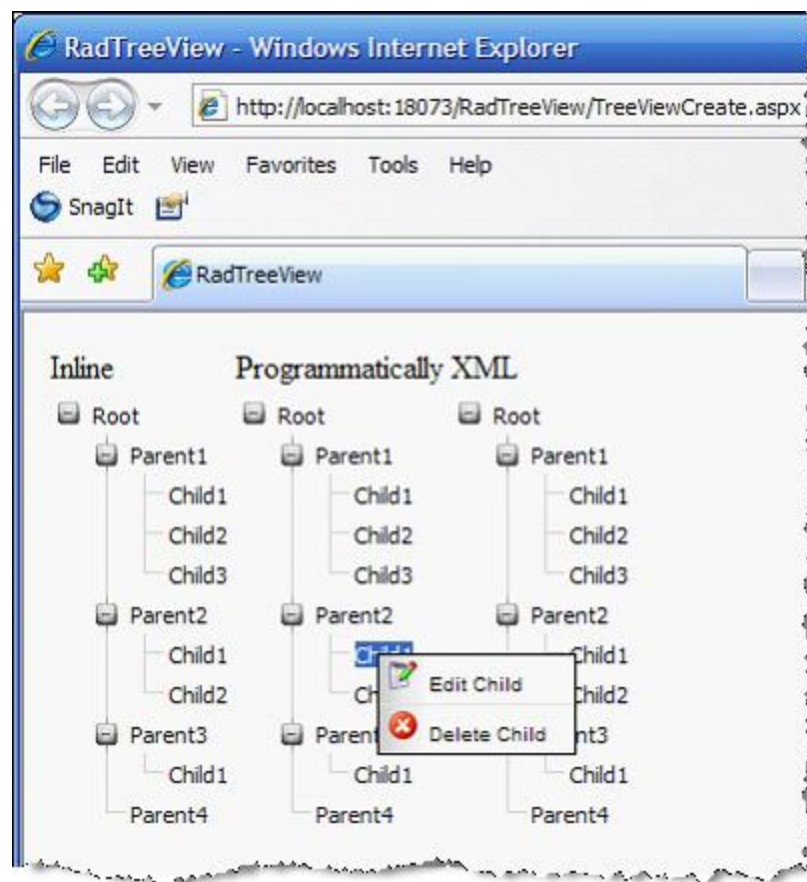 RadTreeView - Windows Internet Explorer
http://localhost:18073/RadTreeView/TreeViewCreate.aspx
File Edit View Favorites Tools Help
SnagIt
RadTreeView
Inline Programmatically XML
Root Root Root
Parent1 Parent1 Parent1
Child1 Child1 Child1
Child2 Child2 Child2
Child3 Child3 Child3
Parent2 Parent2 Parent2
Child1 Child1
Edit Child
Child2 Child2
Delete Child
Parent3
Child1 Child1 Child1
Parent4 Parent4 Parent4